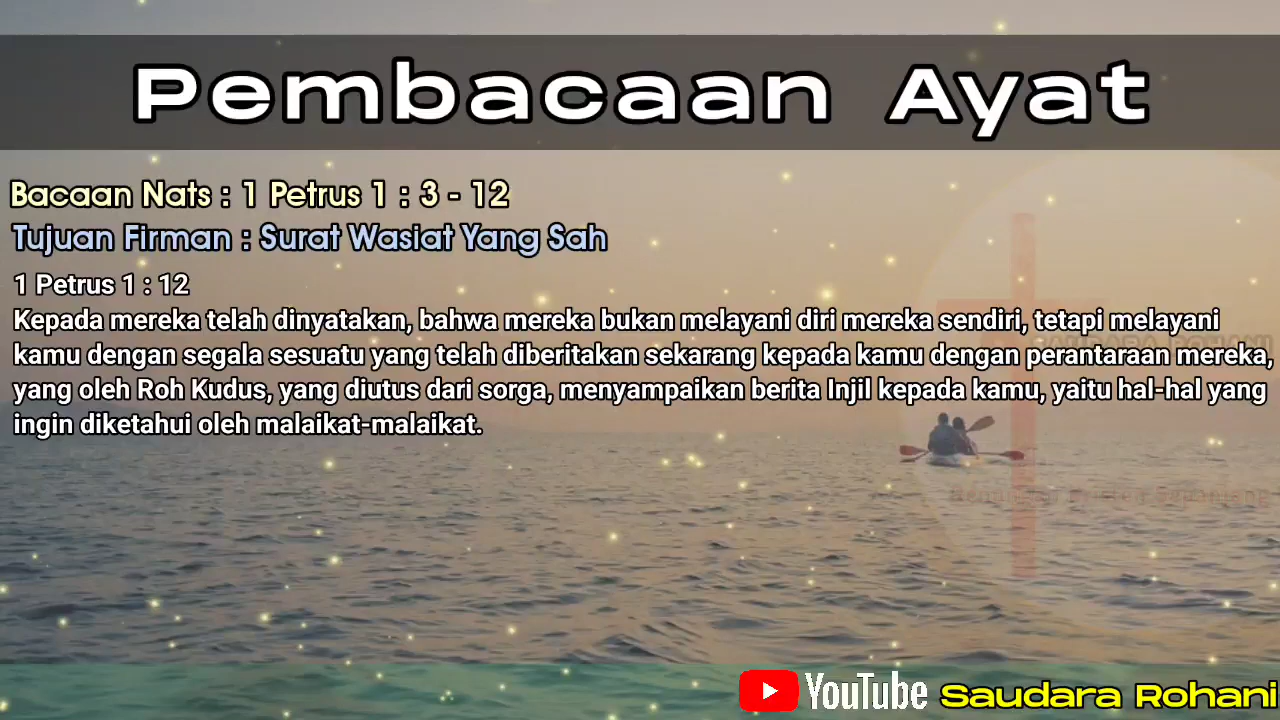 Pembacaan Ayat
Bacaan Nats : 1 Petrus 1 : 3 - 12
Tujuan Firman : Surat Wasiat Yang Sah
1 Petrus 1 : 12
Kepada mereka telah dinyatakan, bahwa mereka bukan melayani diri mereka sendiri, tetapi melayani
kamu dengan segala sesuatu yang telah diberitakan sekarang kepada kamu dengan perantaraan mereka,
yang oleh Roh Kudus, yang diutus dari sorga, menyampaikan berita Injil kepada kamu, yaitu hal-hal yang
ingin diketahui oleh malaikat-malaikat.
SAUDARA ROHANI
YouTube Saudara Rohani